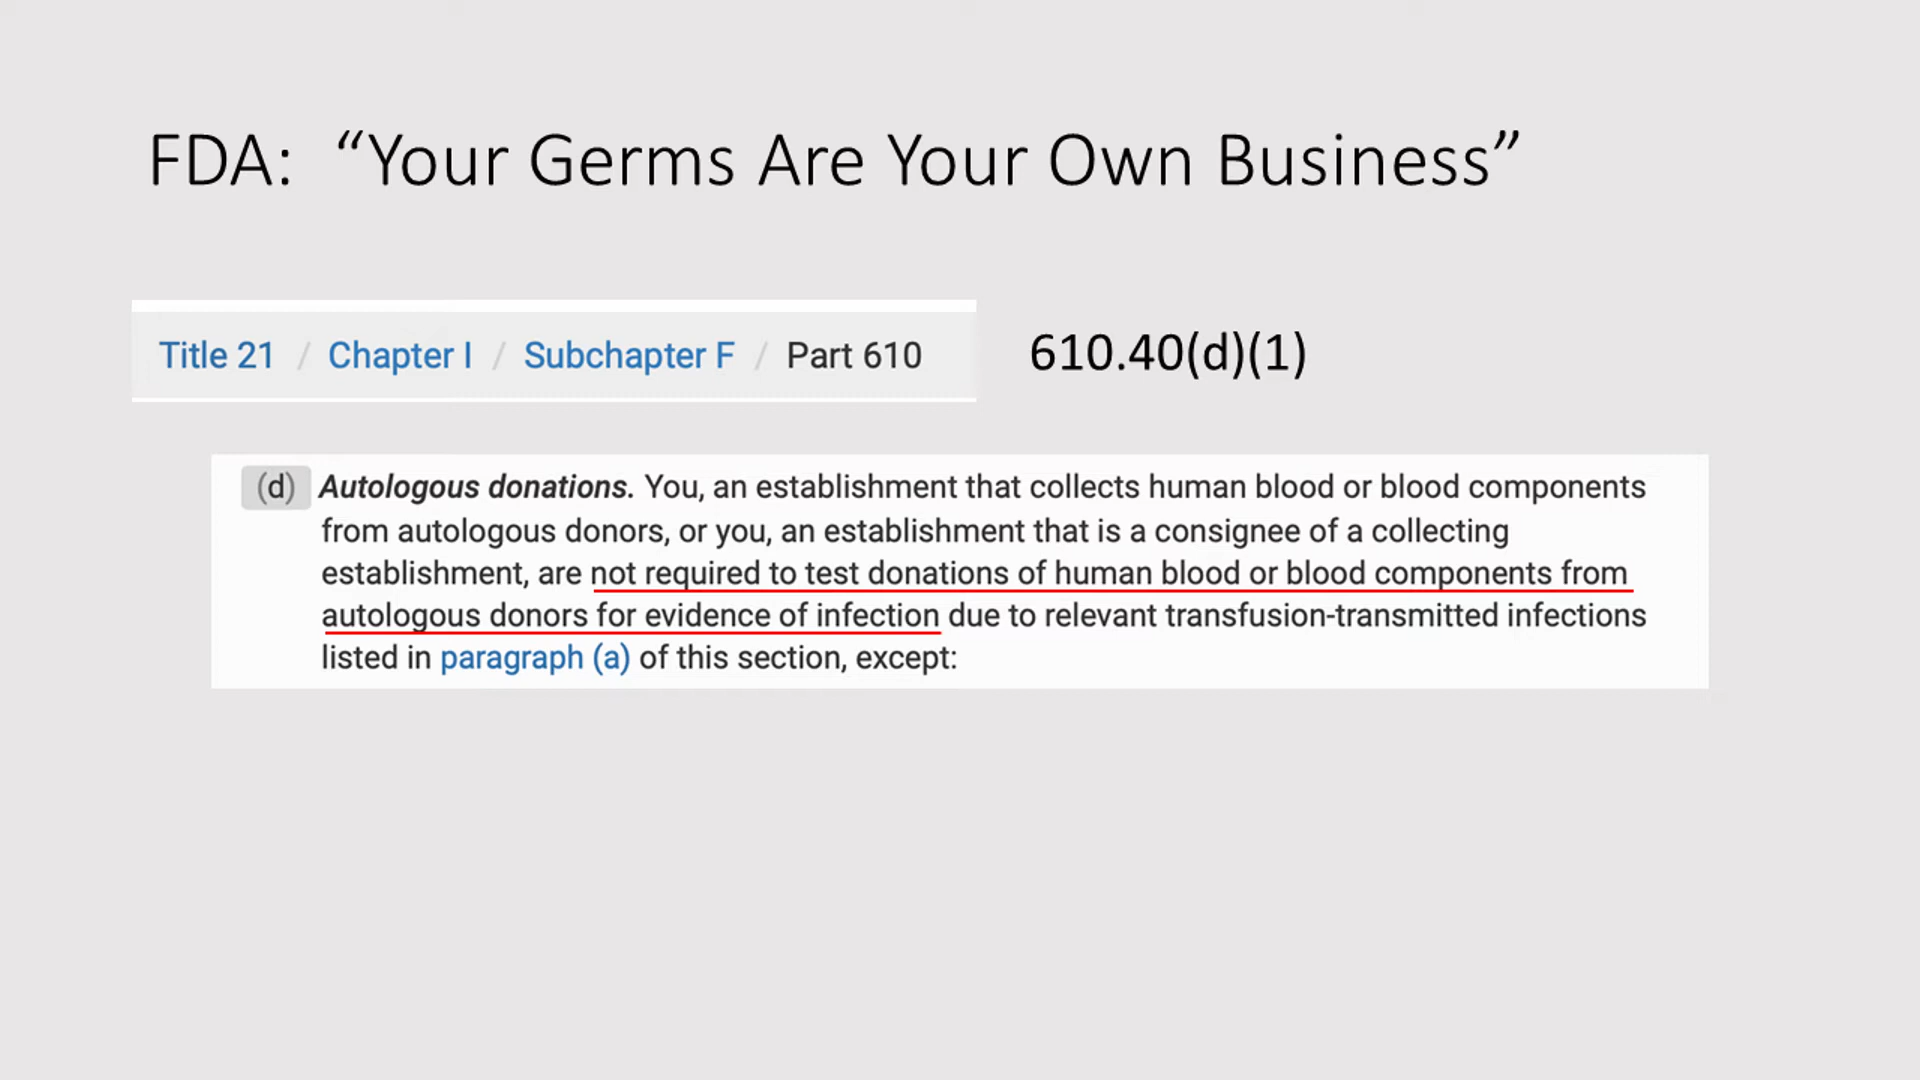 FDA: “Your Germs Are Your Own Business”
Title 21 / Chapter I / Subchapter F / Part 610
610.40(d)(1)
(d) Autologous donations. You, an establishment that collects human blood or blood components
from autologous donors, or you, an establishment that is a consignee of a collecting
establishment, are not required to test donations of human blood or blood components from
autologous donors for evidence of infection due to relevant transfusion-transmitted infections
listed in paragraph (a) of this section, except: